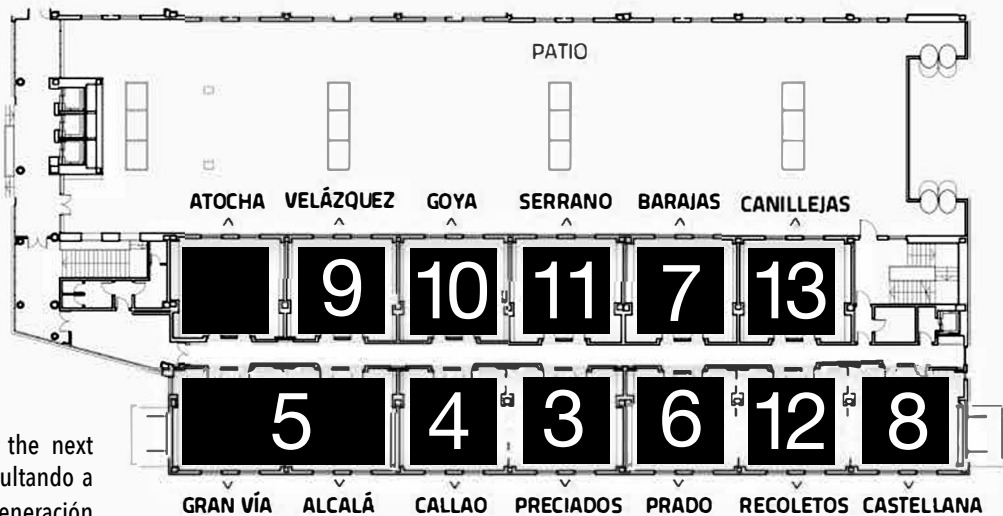 PATIO
ATOCHA VELÁZQUEZ GOYA SERRANO BARAJAS CANILLEJAS
9 10 11 7 13
5 4 3 6 12 8
the next
ultando a
eneración
GRAN VÍA ALCALÁ CALLAO PRECIADOS PRADO RECOLETOS CASTELLANA